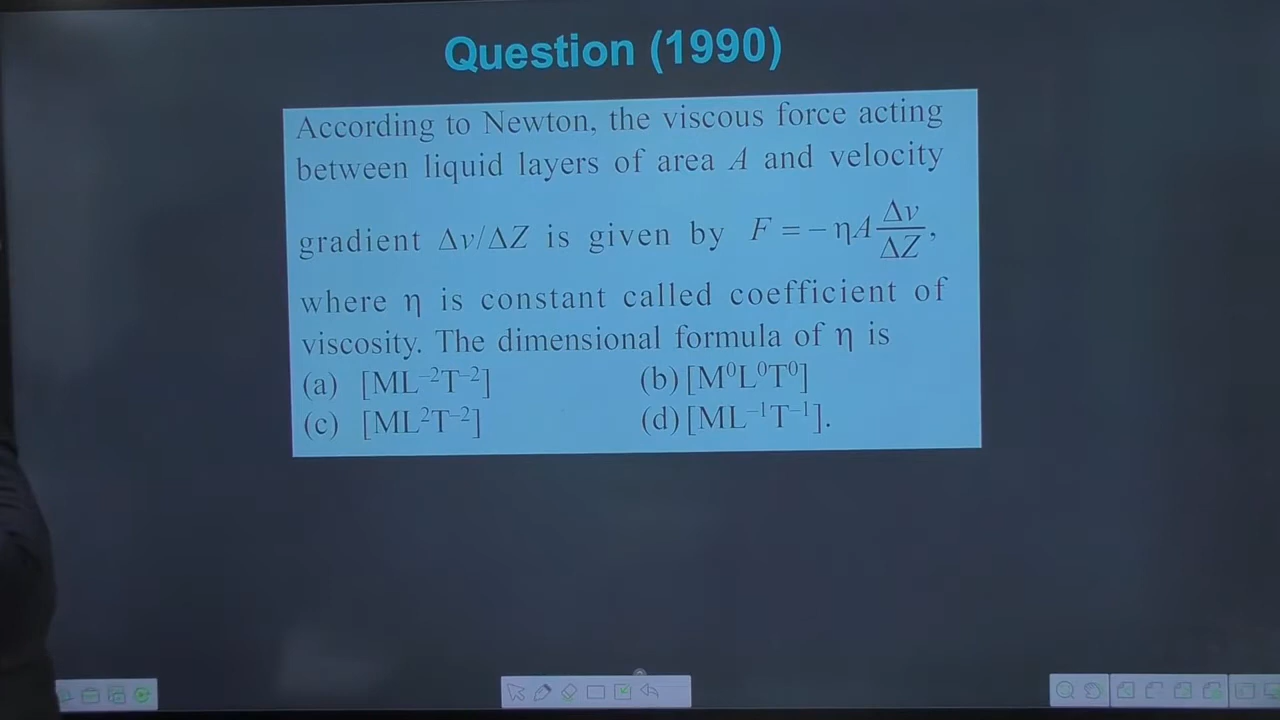 Question (1990)
According to Newton, the viscous force acting
between liquid layers of area A and velocity
gradient Δv/ΔZ is given by F = − ηA Δv/ΔZ,
where η is constant called coefficient of
viscosity. The dimensional formula of η is
(a) [ML⁻²T⁻²] (b) [M⁰L⁰T⁰]
(c) [ML²T⁻²] (d) [ML⁻¹T⁻¹].